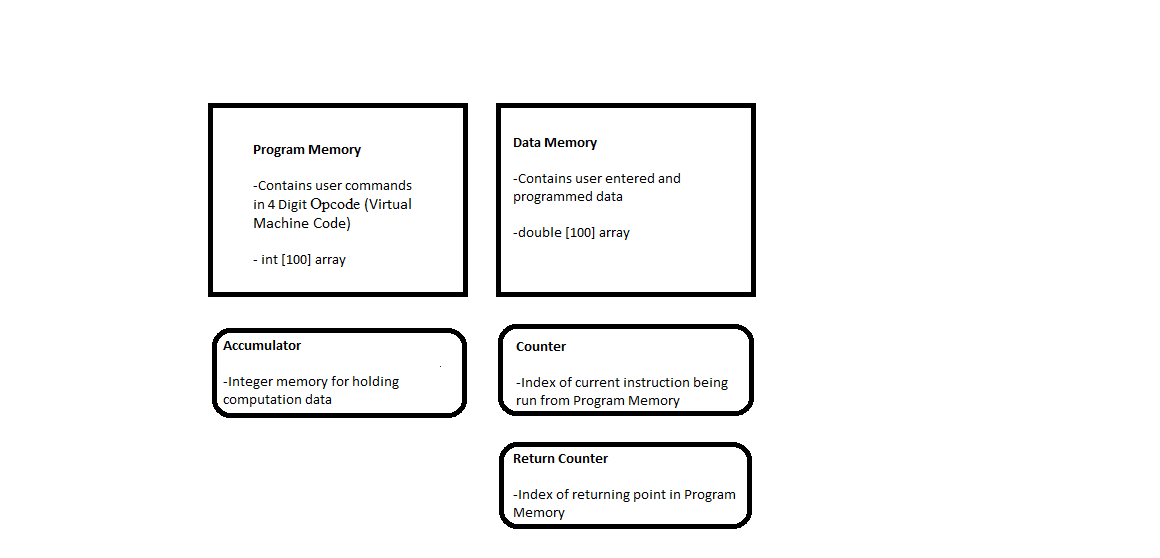 Program Memory
-Contains user commands
in 4 Digit Opcode (Virtual
Machine Code)
- int [100] array
Data Memory
-Contains user entered and
programmed data
-double [100] array
Accumulator
-Integer memory for holding
computation data
Counter
-Index of current instruction being
run from Program Memory
Return Counter
-Index of returning point in Program
Memory